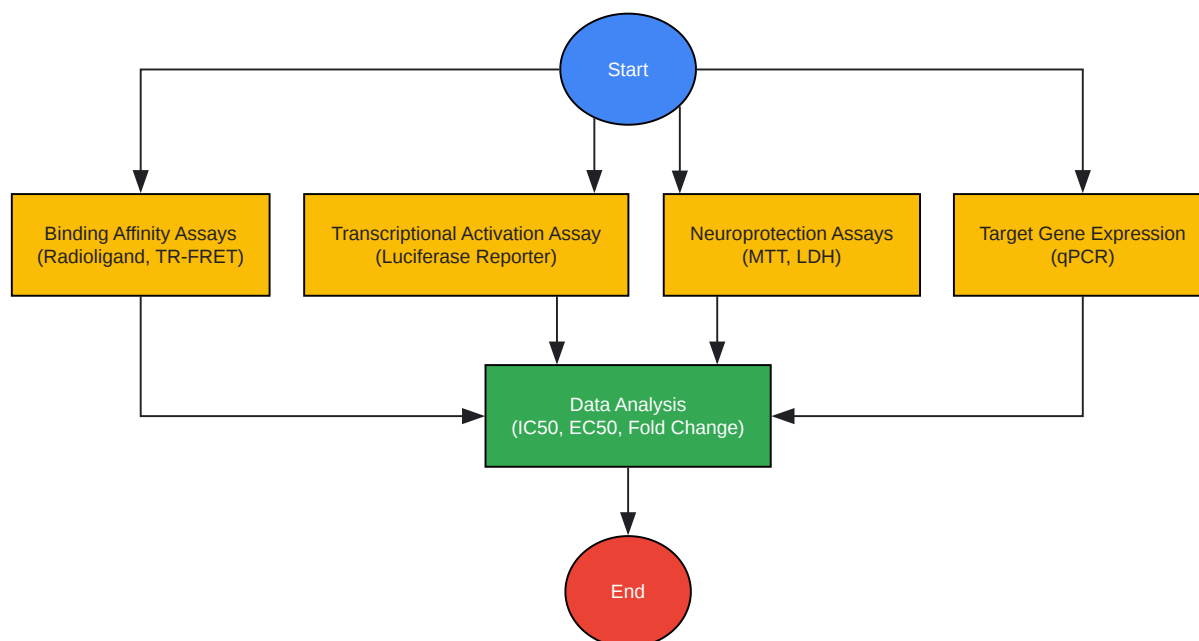 Start
Binding Affinity Assays
(Radioligand, TR-FRET)
Transcriptional Activation Assay
(Luciferase Reporter)
Neuroprotection Assays
(MTT, LDH)
Target Gene Expression
(qPCR)
Data Analysis
(IC50, EC50, Fold Change)
End